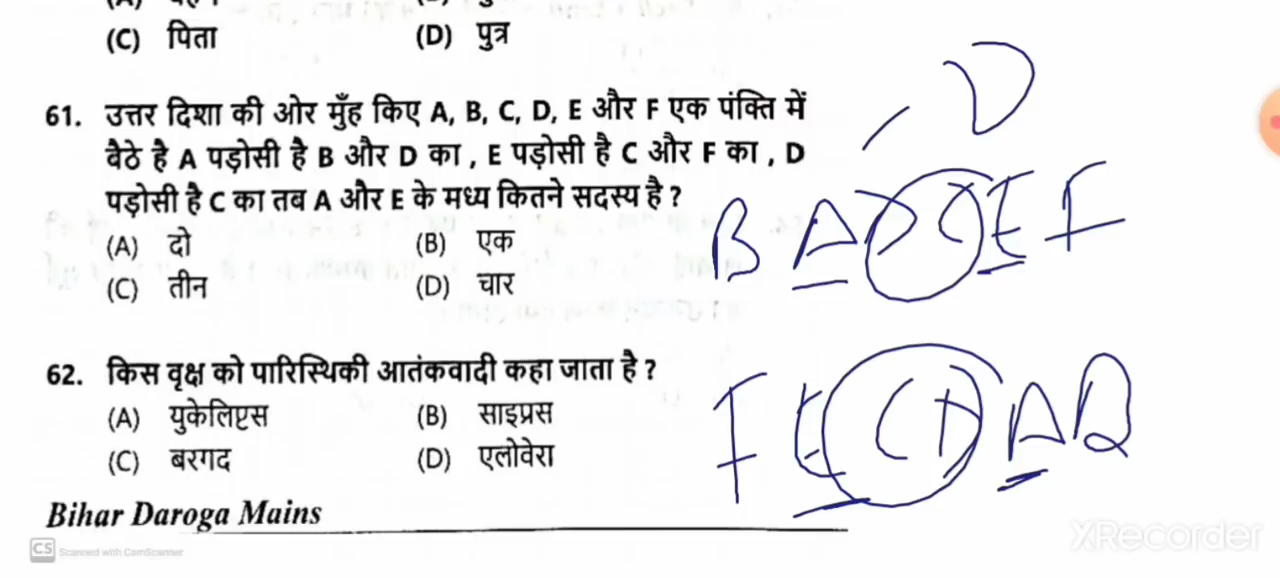 (C) पिता (D) पुत्र
61. उत्तर दिशा की ओर मुँह किए A, B, C, D, E और F एक पंक्ति में
बैठे है A पड़ोसी है B और D का , E पड़ोसी है C और F का , D
पड़ोसी है C का तब A और E के मध्य कितने सदस्य है ?
(A) दो (B) एक
(C) तीन (D) चार
62. किस वृक्ष को पारिस्थिकी आतंकवादी कहा जाता है ?
(A) युकेलिप्टस (B) साइप्रस
(C) बरगद (D) एलोवेरा
Bihar Daroga Mains
CS Scanned with CamScanner
D
B A D C E F
F E C D A B
XRecorder